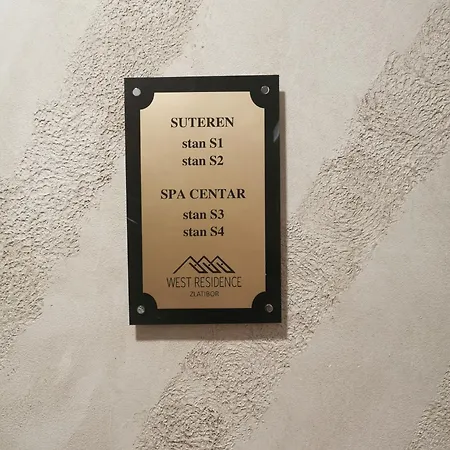 SUTEREN
stan S1
stan S2
SPA CENTAR
stan S3
stan S4
WEST RESIDENCE
ZLATIBOR